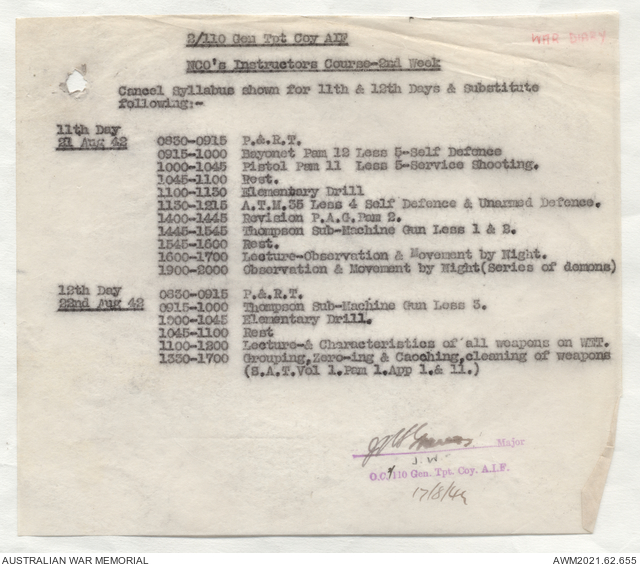 2/110 Gen Tpt Coy AIF
WAR DIARY
NCO's Instructors Course-2nd Week
Cancel Syllabus shown for 11th & 12th Days & Substitute
following:-
11th Day
21 Aug 42 0830-0915 P.&.R.T.
0915-1000 Bayonet Pam 12 Less 5-Self Defence
1000-1045 Pistol Pam 11 Less 5-Service Shooting.
1045-1100 Rest.
1100-1130 Elementary Drill
1130-1215 A.T.M.35 Less 4 Self Defence & Unarmed Defence.
1400-1445 Revision P.A.G.Pam 2.
1445-1545 Thompson Sub-Machine Gun Less 1 & 2.
1545-1600 Rest.
1600-1700 Lecture-Observation & Movement by Night.
1900-2000 Observation & Movement by Night(Series of demons)
12th Day
22nd Aug 42 0830-0915 P.&.R.T.
0915-1000 Thompson Sub-Machine Gun Less 3.
1000-1045 Elementary Drill.
1045-1100 Rest
1100-1200 Lecture-& Characteristics of all weapons on WET.
1330-1700 Grouping,Zero-ing & Caoching,cleaning of weapons
(S.A.T.Vol 1.Pam 1.App 1.& 11.)
Major
O.C. 2/110 Gen. Tpt. Coy. A.I.F.
17/8/42
AUSTRALIAN WAR MEMORIAL
AWM2021.62.655